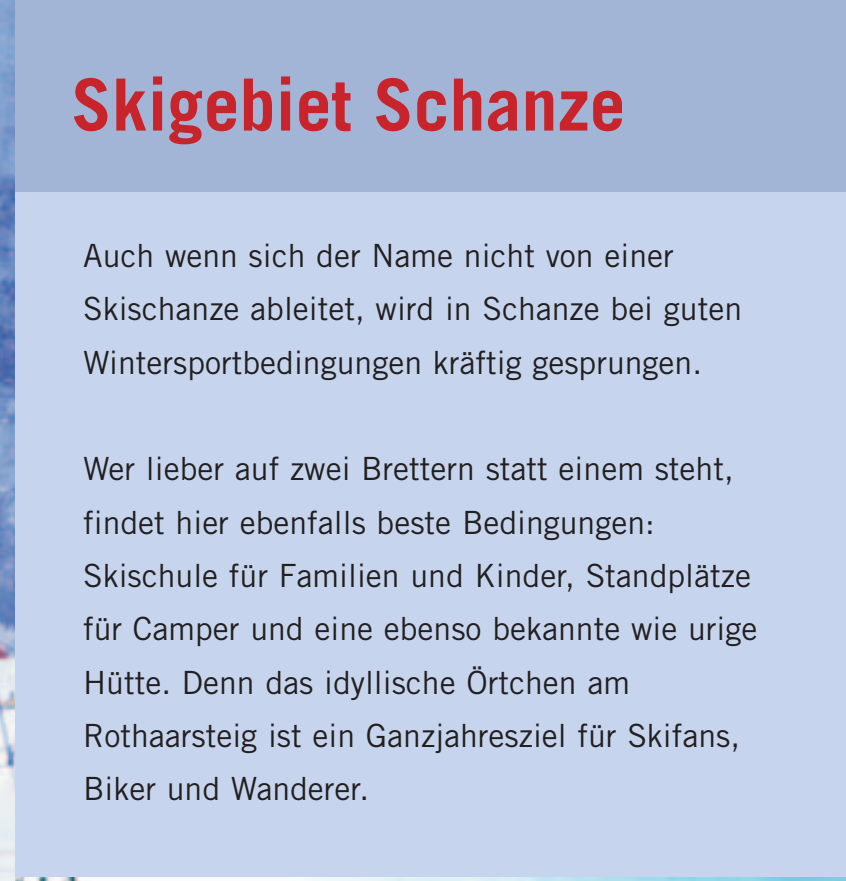 Skigebiet Schanze
Auch wenn sich der Name nicht von einer
Skischanze ableitet, wird in Schanze bei guten
Wintersportbedingungen kräftig gesprungen.
Wer lieber auf zwei Brettern statt einem steht,
findet hier ebenfalls beste Bedingungen:
Skischule für Familien und Kinder, Standplätze
für Camper und eine ebenso bekannte wie urige
Hütte. Denn das idyllische Örtchen am
Rothaarsteig ist ein Ganzjahresziel für Skifans,
Biker und Wanderer.